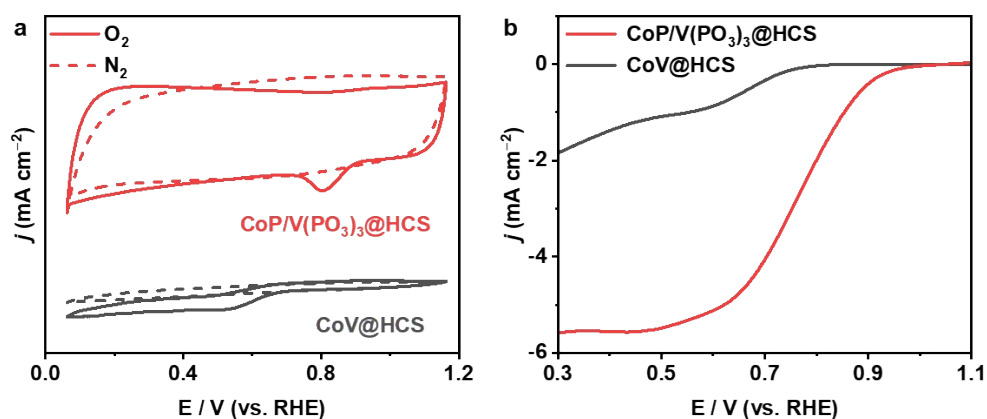 a
O₂
N₂
CoP/V(PO₃)₃@HCS
CoV@HCS
j (mA cm⁻²)
0.0 0.4 0.8 1.2
E / V (vs. RHE)
b
CoP/V(PO₃)₃@HCS
CoV@HCS
j (mA cm⁻²)
0
-2
-4
-6
0.3 0.5 0.7 0.9 1.1
E / V (vs. RHE)